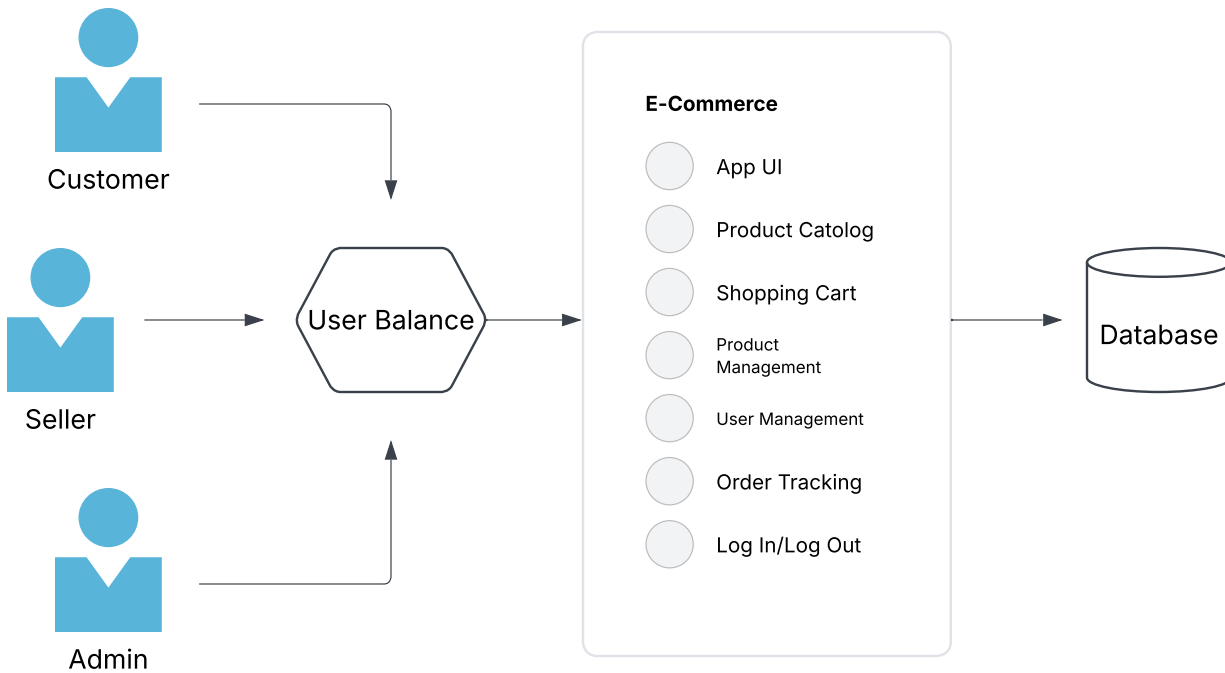 Customer
Seller
Admin
User Balance
E-Commerce
App UI
Product Catolog
Shopping Cart
Product
Management
User Management
Order Tracking
Log In/Log Out
Database